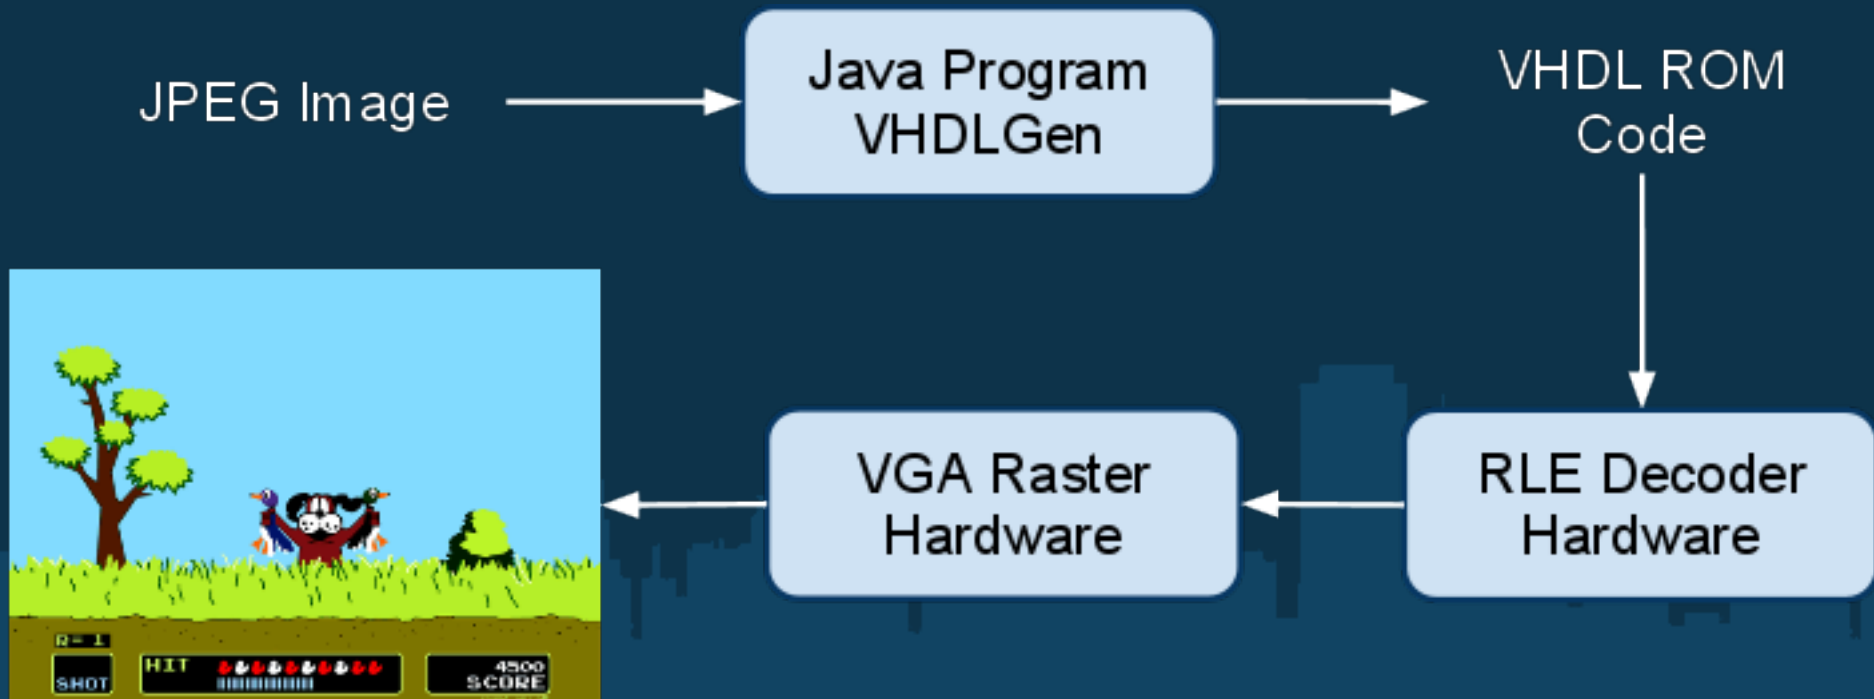 JPEG Image
Java Program
VHDLGen
VHDL ROM
Code
VGA Raster
Hardware
RLE Decoder
Hardware
R= 1
SHOT
HIT
4500
SCORE